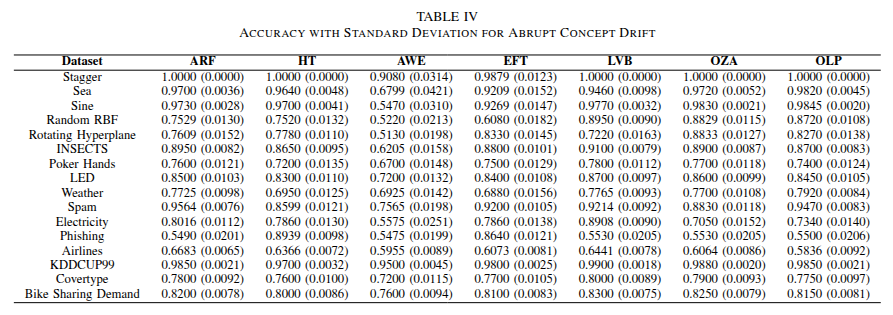 TABLE IV
ACCURACY WITH STANDARD DEVIATION FOR ABRUPT CONCEPT DRIFT
Dataset ARF HT AWE EFT LVB OZA OLP
Stagger 1.0000 (0.0000) 1.0000 (0.0000) 0.9080 (0.0314) 0.9879 (0.0123) 1.0000 (0.0000) 1.0000 (0.0000) 1.0000 (0.0000)
Sea 0.9700 (0.0036) 0.9640 (0.0048) 0.6799 (0.0421) 0.9209 (0.0152) 0.9460 (0.0098) 0.9720 (0.0052) 0.9820 (0.0045)
Sine 0.9730 (0.0028) 0.9700 (0.0041) 0.5470 (0.0310) 0.9269 (0.0147) 0.9770 (0.0032) 0.9830 (0.0021) 0.9845 (0.0020)
Random RBF 0.7529 (0.0130) 0.7520 (0.0132) 0.5220 (0.0213) 0.6080 (0.0182) 0.8950 (0.0090) 0.8829 (0.0115) 0.8720 (0.0108)
Rotating Hyperplane 0.7609 (0.0152) 0.7780 (0.0110) 0.5130 (0.0198) 0.8330 (0.0145) 0.7220 (0.0163) 0.8833 (0.0127) 0.8270 (0.0138)
INSECTS 0.8950 (0.0082) 0.8650 (0.0095) 0.6205 (0.0158) 0.8800 (0.0101) 0.9100 (0.0079) 0.8900 (0.0087) 0.8700 (0.0083)
Poker Hands 0.7600 (0.0121) 0.7200 (0.0135) 0.6700 (0.0148) 0.7500 (0.0129) 0.7800 (0.0112) 0.7700 (0.0118) 0.7400 (0.0124)
LED 0.8500 (0.0103) 0.8300 (0.0110) 0.7200 (0.0132) 0.8400 (0.0108) 0.8700 (0.0097) 0.8600 (0.0099) 0.8450 (0.0105)
Weather 0.7725 (0.0098) 0.6950 (0.0125) 0.6925 (0.0142) 0.6880 (0.0156) 0.7765 (0.0093) 0.7700 (0.0108) 0.7920 (0.0084)
Spam 0.9564 (0.0076) 0.8599 (0.0121) 0.7565 (0.0198) 0.9200 (0.0105) 0.9214 (0.0092) 0.8830 (0.0118) 0.9470 (0.0083)
Electricity 0.8016 (0.0112) 0.7860 (0.0130) 0.5575 (0.0251) 0.7860 (0.0138) 0.8908 (0.0090) 0.7050 (0.0152) 0.7340 (0.0140)
Phishing 0.5490 (0.0201) 0.8939 (0.0098) 0.5475 (0.0199) 0.8640 (0.0121) 0.5530 (0.0205) 0.5530 (0.0205) 0.5500 (0.0206)
Airlines 0.6683 (0.0065) 0.6366 (0.0072) 0.5955 (0.0089) 0.6073 (0.0081) 0.6441 (0.0078) 0.6064 (0.0086) 0.5836 (0.0092)
KDDCUP99 0.9850 (0.0021) 0.9700 (0.0032) 0.9500 (0.0045) 0.9800 (0.0025) 0.9900 (0.0018) 0.9880 (0.0020) 0.9850 (0.0021)
Covertype 0.7800 (0.0092) 0.7600 (0.0100) 0.7200 (0.0115) 0.7700 (0.0105) 0.8000 (0.0089) 0.7900 (0.0093) 0.7750 (0.0097)
Bike Sharing Demand 0.8200 (0.0078) 0.8000 (0.0086) 0.7600 (0.0094) 0.8100 (0.0083) 0.8300 (0.0075) 0.8250 (0.0079) 0.8150 (0.0081)